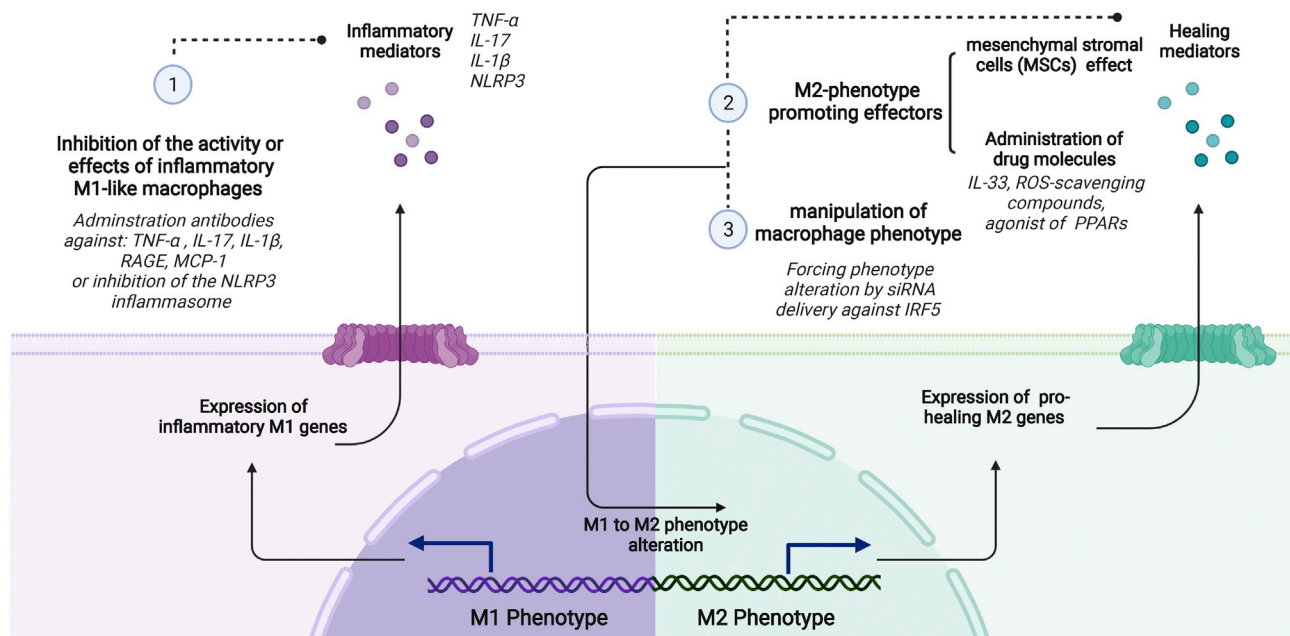 1
Inhibition of the activity or
effects of inflammatory
M1-like macrophages
Adminstration antibodies
against: TNF-α , IL-17, IL-1β,
RAGE, MCP-1
or inhibition of the NLRP3
inflammasome
Inflammatory
mediators
TNF-α
IL-17
IL-1β
NLRP3
2
M2-phenotype
promoting effectors
mesenchymal stromal
cells (MSCs) effect
Administration of
drug molecules
IL-33, ROS-scavenging
compounds,
agonist of PPARs
Healing
mediators
3
manipulation of
macrophage phenotype
Forcing phenotype
alteration by siRNA
delivery against IRF5
Expression of
inflammatory M1 genes
Expression of pro-
healing M2 genes
M1 to M2 phenotype
alteration
M1 Phenotype
M2 Phenotype